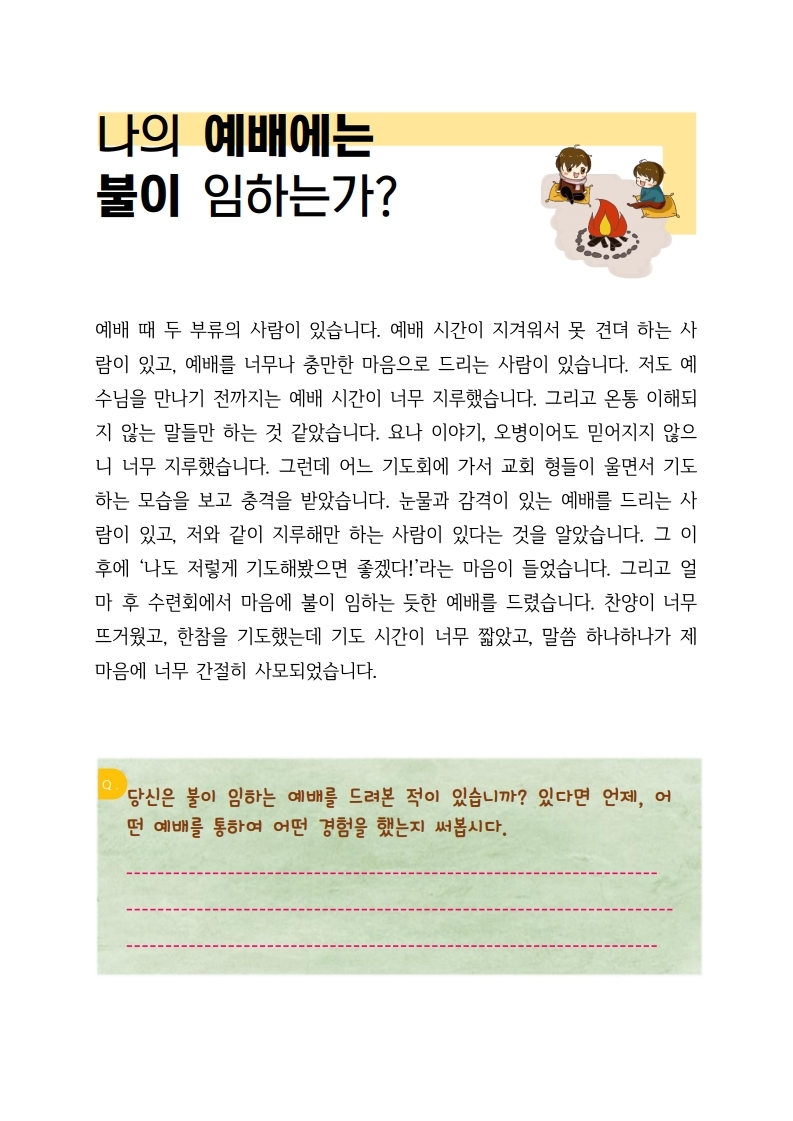 나의 예배에는
불이 임하는가?
예배 때 두 부류의 사람이 있습니다. 예배 시간이 지겨워서 못 견뎌 하는 사
람이 있고, 예배를 너무나 충만한 마음으로 드리는 사람이 있습니다. 저도 예
수님을 만나기 전까지는 예배 시간이 너무 지루했습니다. 그리고 온통 이해되
지 않는 말들만 하는 것 같았습니다. 요나 이야기, 오병이어도 믿어지지 않으
니 너무 지루했습니다. 그런데 어느 기도회에 가서 교회 형들이 울면서 기도
하는 모습을 보고 충격을 받았습니다. 눈물과 감격이 있는 예배를 드리는 사
람이 있고, 저와 같이 지루해만 하는 사람이 있다는 것을 알았습니다. 그 이
후에 ‘나도 저렇게 기도해봤으면 좋겠다!’라는 마음이 들었습니다. 그리고 얼
마 후 수련회에서 마음에 불이 임하는 듯한 예배를 드렸습니다. 찬양이 너무
뜨거웠고, 한참을 기도했는데 기도 시간이 너무 짧았고, 말씀 하나하나가 제
마음에 너무 간절히 사모되었습니다.
Q.
당신은 불이 임하는 예배를 드려본 적이 있습니까? 있다면 언제, 어
떤 예배를 통하여 어떤 경험을 했는지 써봅시다.